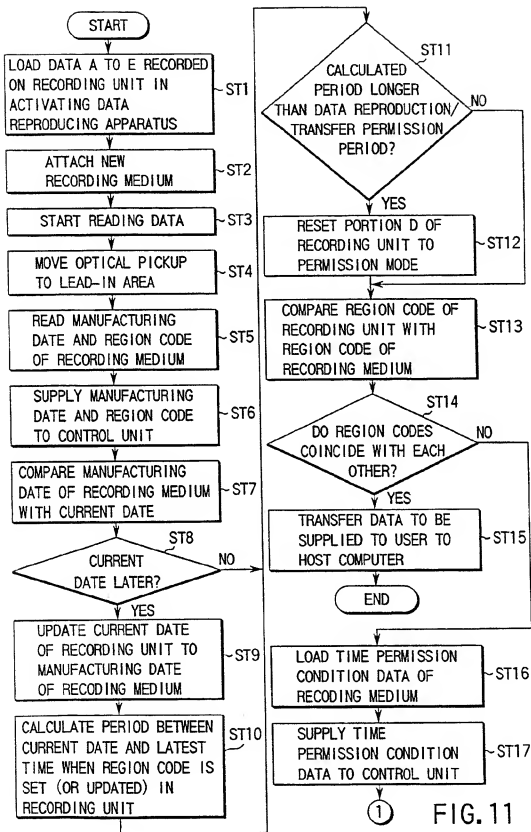 START
LOAD DATA A TO E RECORDED
ON RECORDING UNIT IN
ACTIVATING DATA
REPRODUCING APPARATUS
ST1
ATTACH NEW
RECORDING MEDIUM
ST2
START READING DATA
ST3
MOVE OPTICAL PICKUP
TO LEAD-IN AREA
ST4
READ MANUFACTURING
DATE AND REGION CODE
OF RECORDING MEDIUM
ST5
SUPPLY MANUFACTURING
DATE AND REGION CODE
TO CONTROL UNIT
ST6
COMPARE MANUFACTURING
DATE OF RECORDING MEDIUM
WITH CURRENT DATE
ST7
ST8
CURRENT
DATE LATER?
NO
YES
UPDATE CURRENT DATE
OF RECORDING UNIT TO
MANUFACTURING DATE
OF RECODING MEDIUM
ST9
CALCULATE PERIOD BETWEEN
CURRENT DATE AND LATEST
TIME WHEN REGION CODE IS
SET (OR UPDATED) IN
RECORDING UNIT
ST10
ST11
CALCULATED
PERIOD LONGER
THAN DATA REPRODUCTION/
TRANSFER PERMISSION
PERIOD?
NO
YES
RESET PORTION D OF
RECORDING UNIT TO
PERMISSION MODE
ST12
COMPARE REGION CODE OF
RECORDING UNIT WITH
REGION CODE OF
RECORDING MEDIUM
ST13
ST14
DO REGION CODES
COINCIDE WITH EACH
OTHER?
NO
YES
TRANSFER DATA TO BE
SUPPLIED TO USER TO
HOST COMPUTER
ST15
END
LOAD TIME PERMISSION
CONDITION DATA OF
RECODING MEDIUM
ST16
SUPPLY TIME
PERMISSION CONDITION
DATA TO CONTROL UNIT
ST17
1
FIG. 11